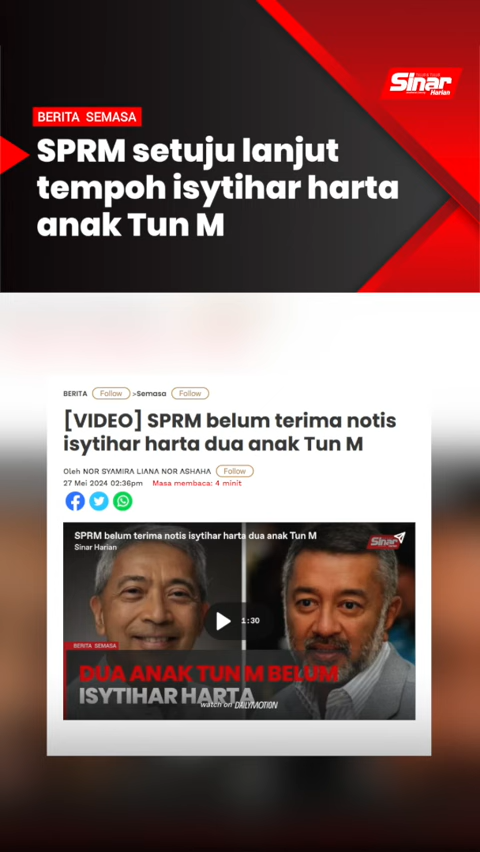 Sinar
Harian
BERITA SEMASA
SPRM setuju lanjut
tempoh isytihar harta
anak Tun M
BERITA Follow >Semasa Follow
[VIDEO] SPRM belum terima notis
isytihar harta dua anak Tun M
Oleh NOR SYAMIRA LIANA NOR ASHAHA Follow
27 Mei 2024 02:36pm Masa membaca: 4 minit
SPRM belum terima notis isytihar harta dua anak Tun M
Sinar Harian
Sinar
1:30
BERITA SEMASA
DUA ANAK TUN M BELUM
ISYTIHAR HARTA
watch on DAILYMOTION